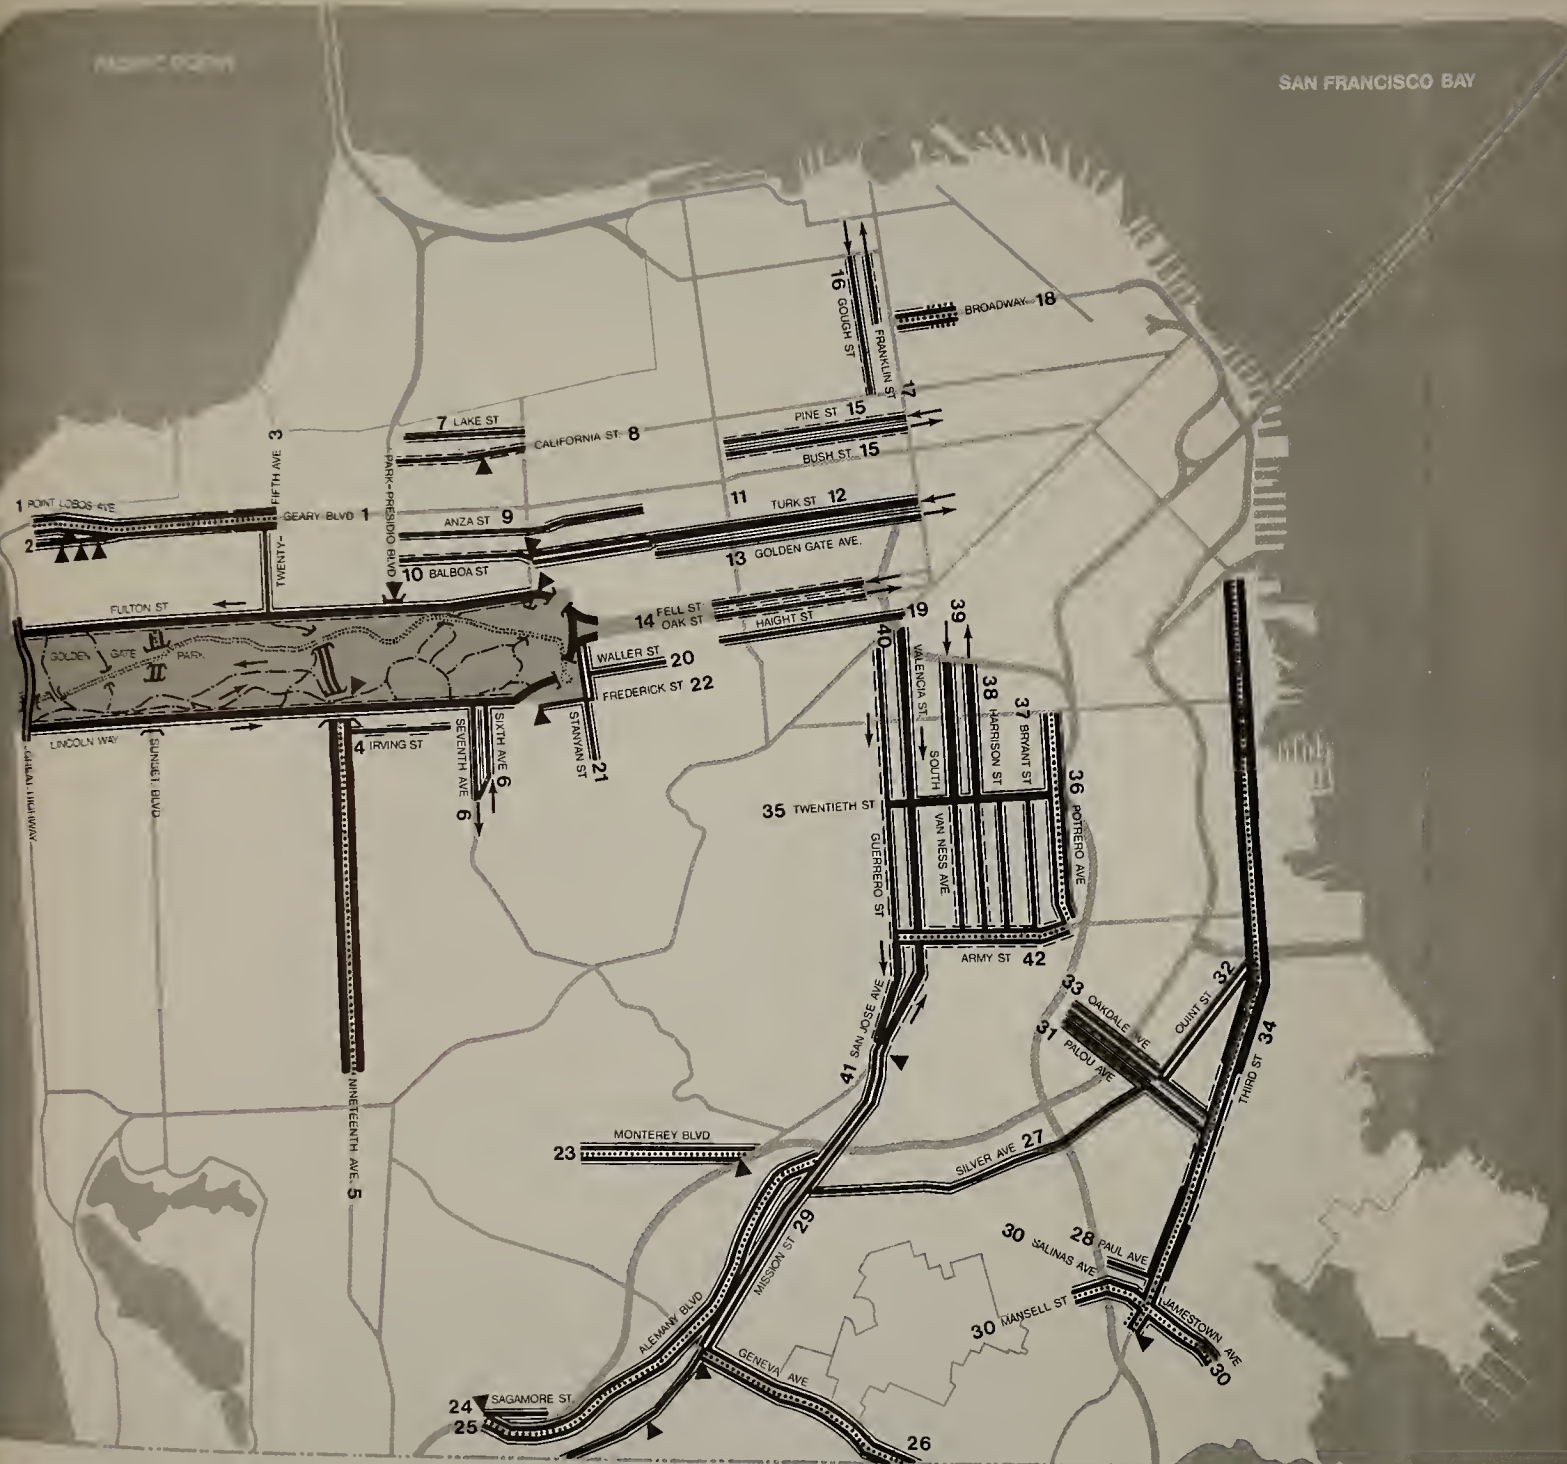 PACIFIC OCEAN
SAN FRANCISCO BAY
16 GOUGH ST
FRANKLIN ST 17
BROADWAY 18
7 LAKE ST
CALIFORNIA ST. 8
PINE ST 15
BUSH ST. 15
TWENTY-FIFTH AVE 3
PARK-PRESIDIO BLVD
1 POINT LOBOS AVE
GEARY BLVD 1
2
ANZA ST 9
10 BALBOA ST
11
TURK ST 12
13 GOLDEN GATE AVE.
FULTON ST
GOLDEN GATE PARK
14 FELL ST
OAK ST
HAIGHT ST 19
WALLER ST 20
FREDERICK ST 22
STANYAN ST 21
LINCOLN WAY
GREAT HIGHWAY
SUNSET BLVD
4 IRVING ST
SEVENTH AVE 6
SIXTH AVE 6
NINETEENTH AVE. 5
40
VALENCIA ST
39
SOUTH VAN NESS AVE
38 HARRISON ST
37 BRYANT ST
36 POTRERO AVE
35 TWENTIETH ST
GUERRERO ST
ARMY ST 42
41 SAN JOSE AVE
33 OAKDALE AVE
31 PALOU AVE
QUINT ST 32
THIRD ST 34
23 MONTEREY BLVD
SILVER AVE 27
MISSION ST 29
ALEMANY BLVD
GENEVA AVE
26
24 SAGAMORE ST.
25
28 PAUL AVE
30 SALINAS AVE
30 MANSELL ST
JAMESTOWN AVE 30